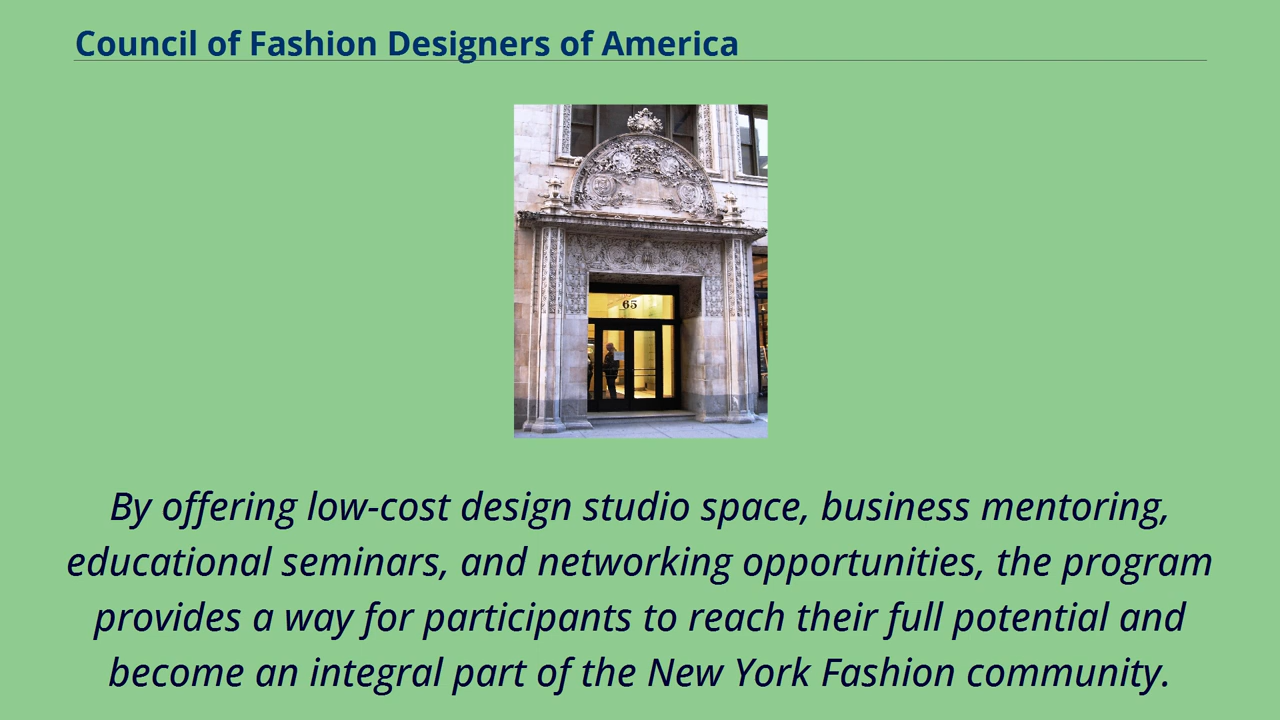 Council of Fashion Designers of America
65
By offering low-cost design studio space, business mentoring,
educational seminars, and networking opportunities, the program
provides a way for participants to reach their full potential and
become an integral part of the New York Fashion community.